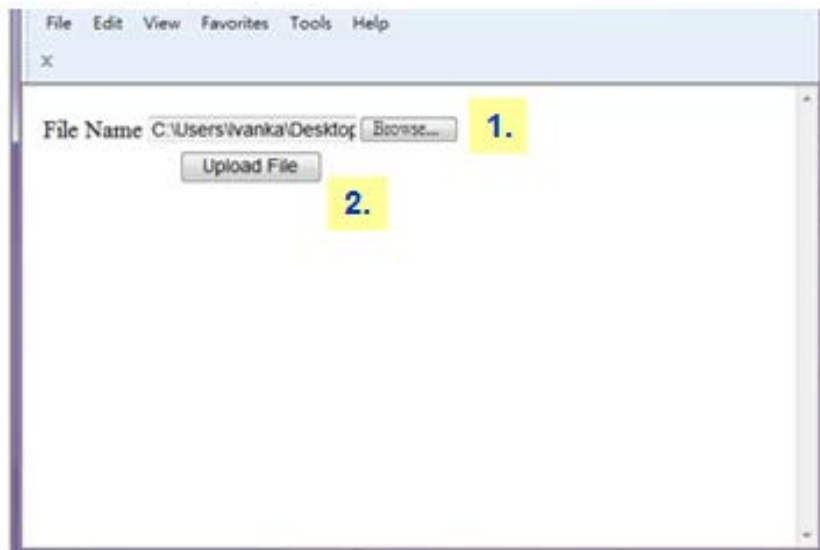 File Edit View Favorites Tools Help
x
File Name C:\Users\Ivanka\Desktop Browse... 1.
Upload File
2.